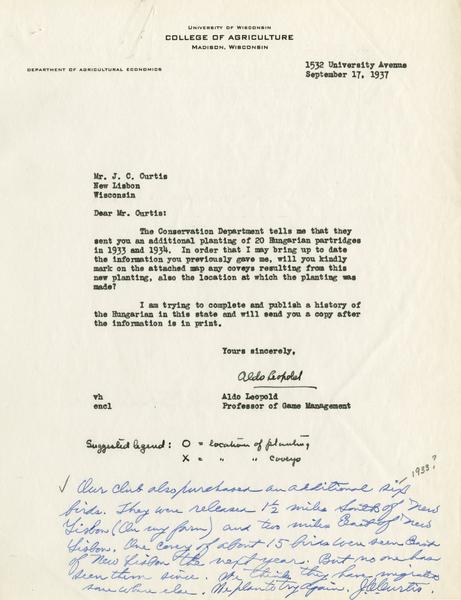 UNIVERSITY OF WISCONSIN
COLLEGE OF AGRICULTURE
MADISON, WISCONSIN
DEPARTMENT OF AGRICULTURAL ECONOMICS
1532 University Avenue
September 17, 1937
Mr. J. C. Curtis
New Lisbon
Wisconsin
Dear Mr. Curtis:
The Conservation Department tells me that they
sent you an additional planting of 20 Hungarian partridges
in 1933 and 1934. In order that I may bring up to date
the information you previously gave me, will you kindly
mark on the attached map any coveys resulting from this
new planting, also the location at which the planting was
made?
I am trying to complete and publish a history of
the Hungarian in this state and will send you a copy after
the information is in print.
Yours sincerely,
Aldo Leopold
vh Aldo Leopold
encl Professor of Game Management
Suggested legend: O = location of planting
X = " " coveys
1933?
✓ Our club also purchased an additional six
birds. They were released 1½ miles South of New
Lisbon (On my farm) and two miles East of New
Lisbon. One covey of about 15 birds were seen East
of New Lisbon the next year. But no one has
seen them since. We think they have migrated
somewhere else. We plan to try again. J.C. Curtis.